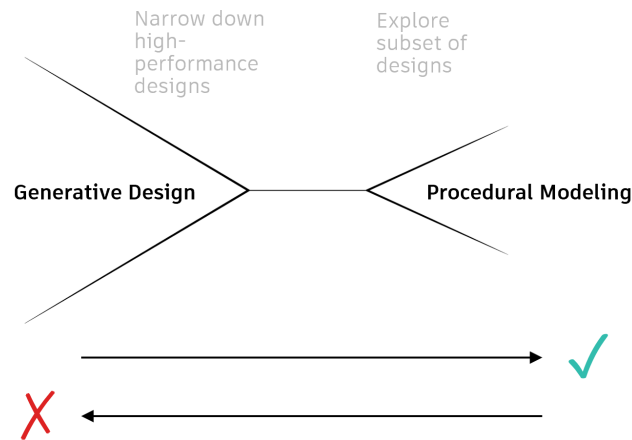 Narrow down
high-
performance
designs
Explore
subset of
designs
Generative Design
Procedural Modeling